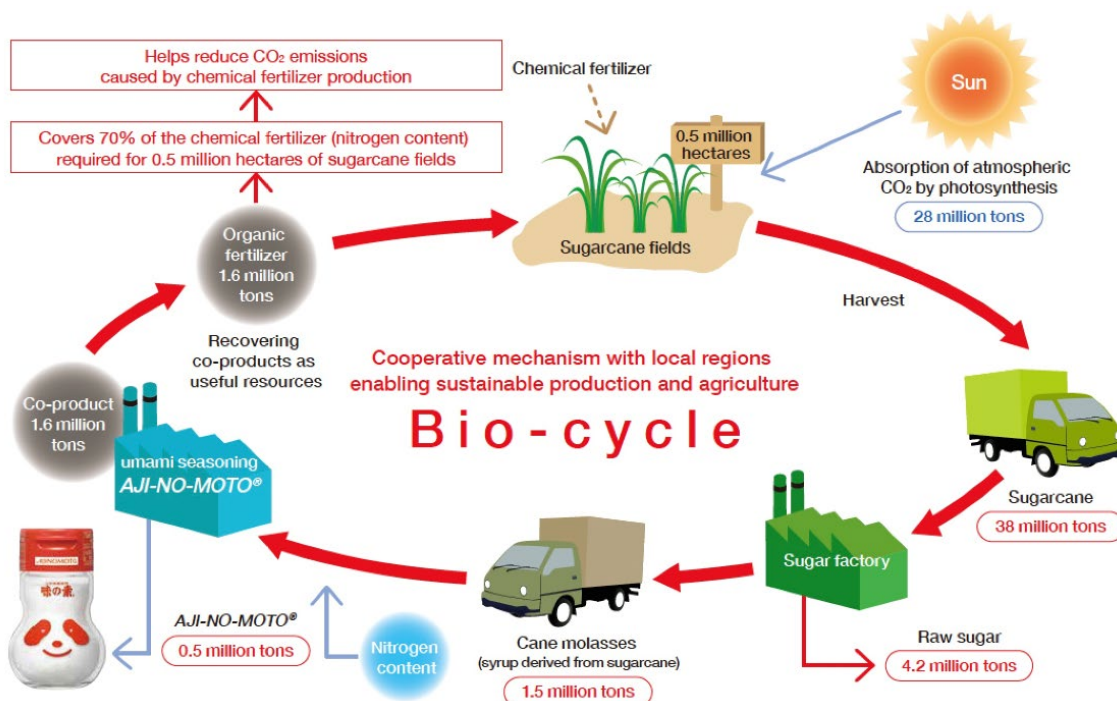 Helps reduce CO₂ emissions
caused by chemical fertilizer production
Covers 70% of the chemical fertilizer (nitrogen content)
required for 0.5 million hectares of sugarcane fields
Chemical fertilizer
0.5 million
hectares
Sugarcane fields
Sun
Absorption of atmospheric
CO₂ by photosynthesis
28 million tons
Harvest
Organic
fertilizer
1.6 million
tons
Recovering
co-products as
useful resources
Co-product
1.6 million
tons
Cooperative mechanism with local regions
enabling sustainable production and agriculture
Bio-cycle
umami seasoning
AJI-NO-MOTO®
Sugarcane
38 million tons
Sugar factory
Raw sugar
4.2 million tons
Cane molasses
(syrup derived from sugarcane)
1.5 million tons
Nitrogen
content
AJI-NO-MOTO®
0.5 million tons
AJINOMOTO
味の素